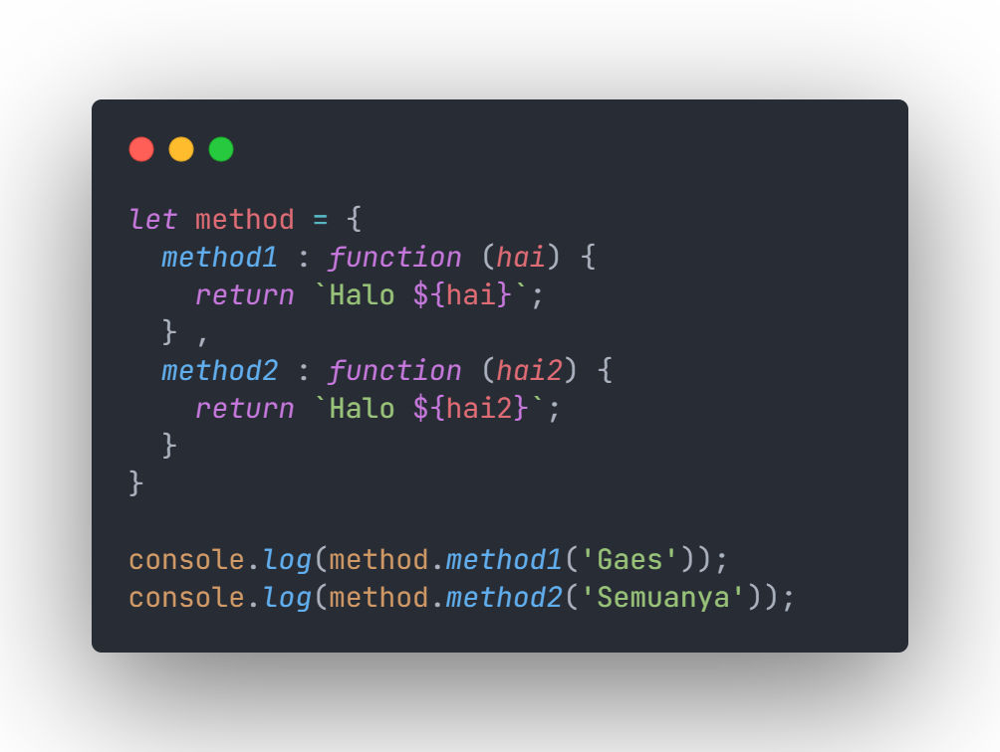 let method = {
  method1 : function (hai) {
    return `Halo ${hai}`;
  } ,
  method2 : function (hai2) {
    return `Halo ${hai2}`;
  }
}

console.log(method.method1('Gaes'));
console.log(method.method2('Semuanya'));